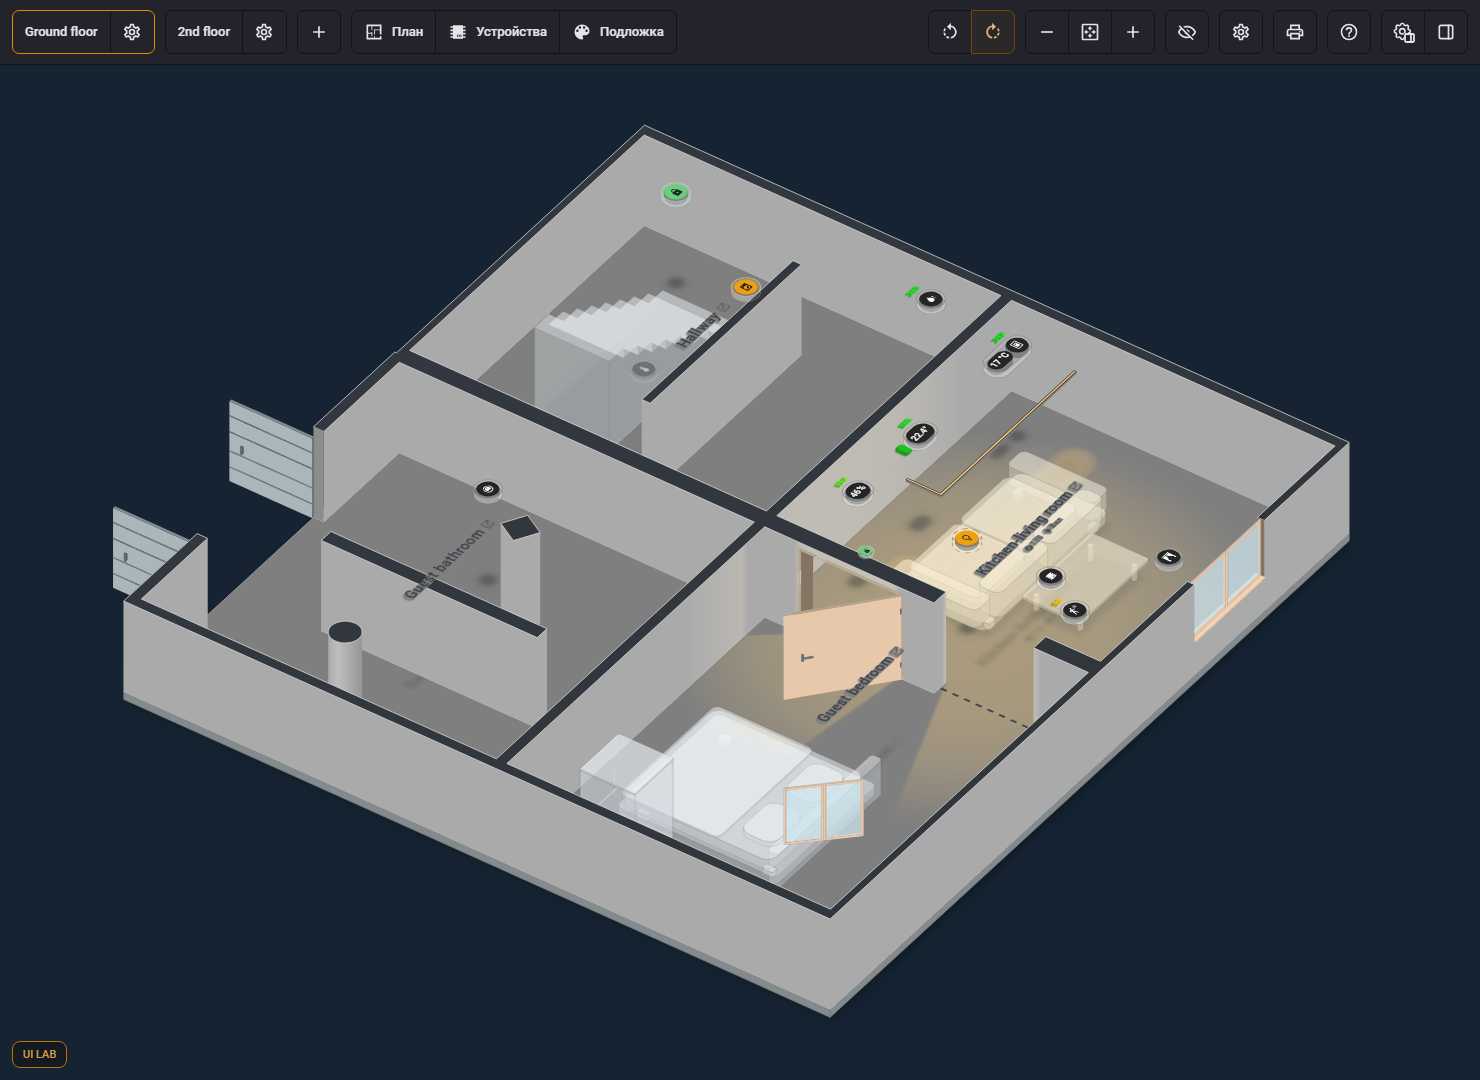 Ground floor
2nd floor
План
Устройства
Подложка
Hallway
17 °C
22.4°
46%
Kitchen-living room
Guest bathroom
Guest bedroom
UI LAB